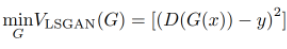 min_G V_LSGAN(G) = [(D(G(x)) − y)²]